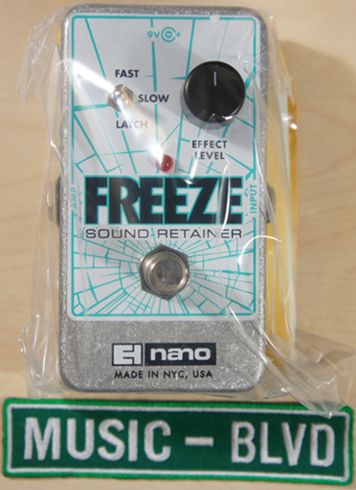 9V +
FAST
SLOW
LATCH
EFFECT
LEVEL
AMP
INPUT
FREEZE
SOUND RETAINER
EH nano
MADE IN NYC, USA
MUSIC - BLVD